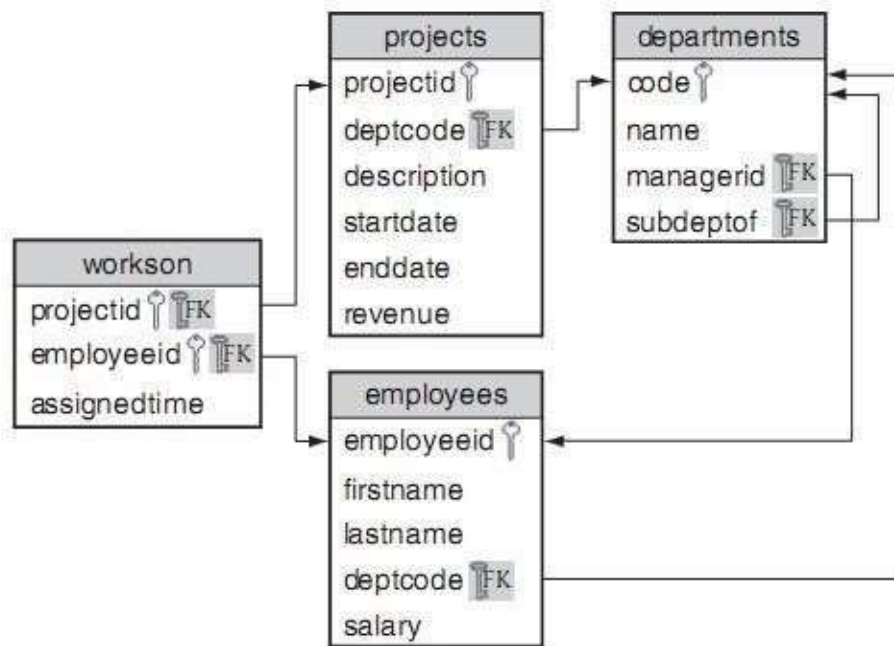 projects
projectid
deptcode FK
description
startdate
enddate
revenue
departments
code
name
managerid FK
subdeptof FK
workson
projectid FK
employeeid FK
assignedtime
employees
employeeid
firstname
lastname
deptcode FK
salary